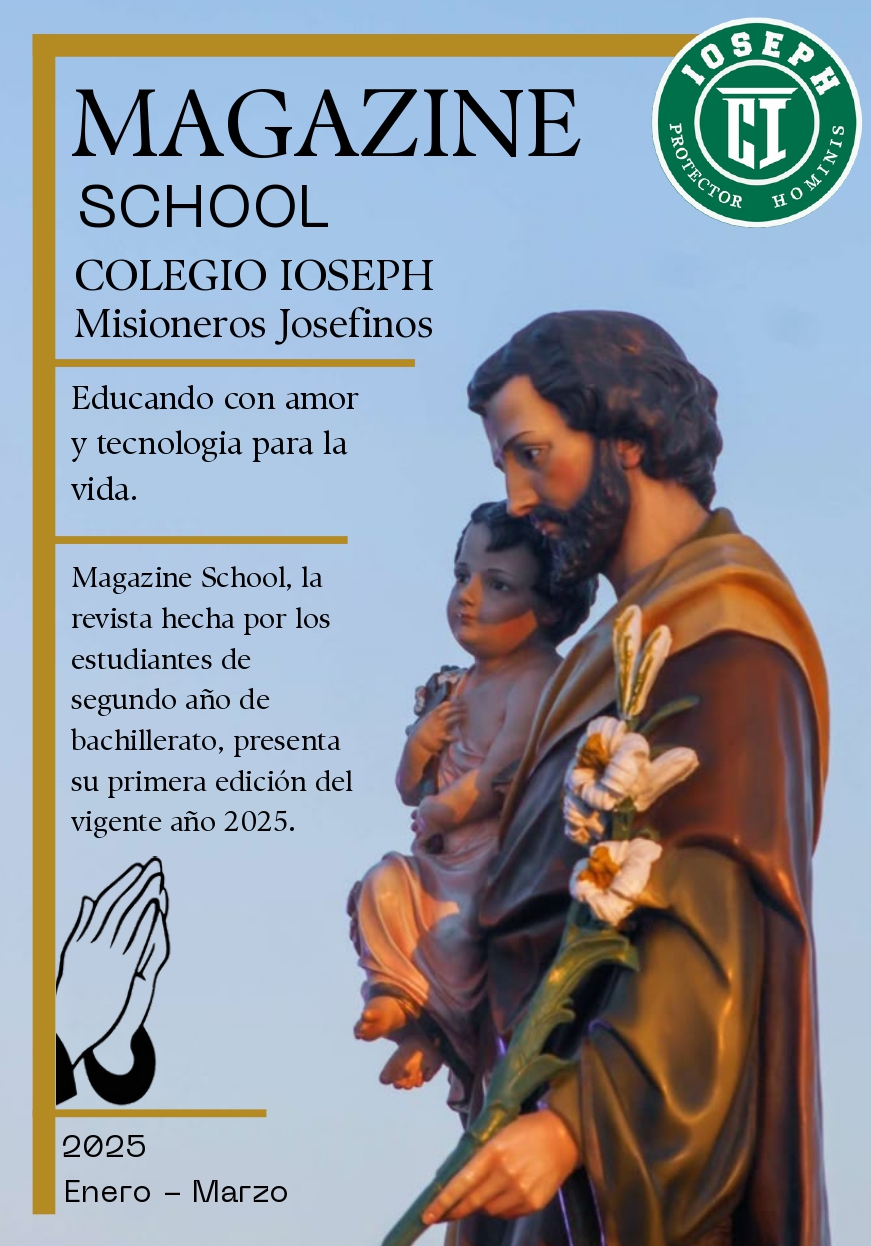 MAGAZINE
SCHOOL
COLEGIO IOSEPH
Misioneros Josefinos
IOSEPH
CI
PROTECTOR HOMINIS
Educando con amor
y tecnologia para la
vida.
Magazine School, la
revista hecha por los
estudiantes de
segundo año de
bachillerato, presenta
su primera edición del
vigente año 2025.
2025
Enero - Marzo